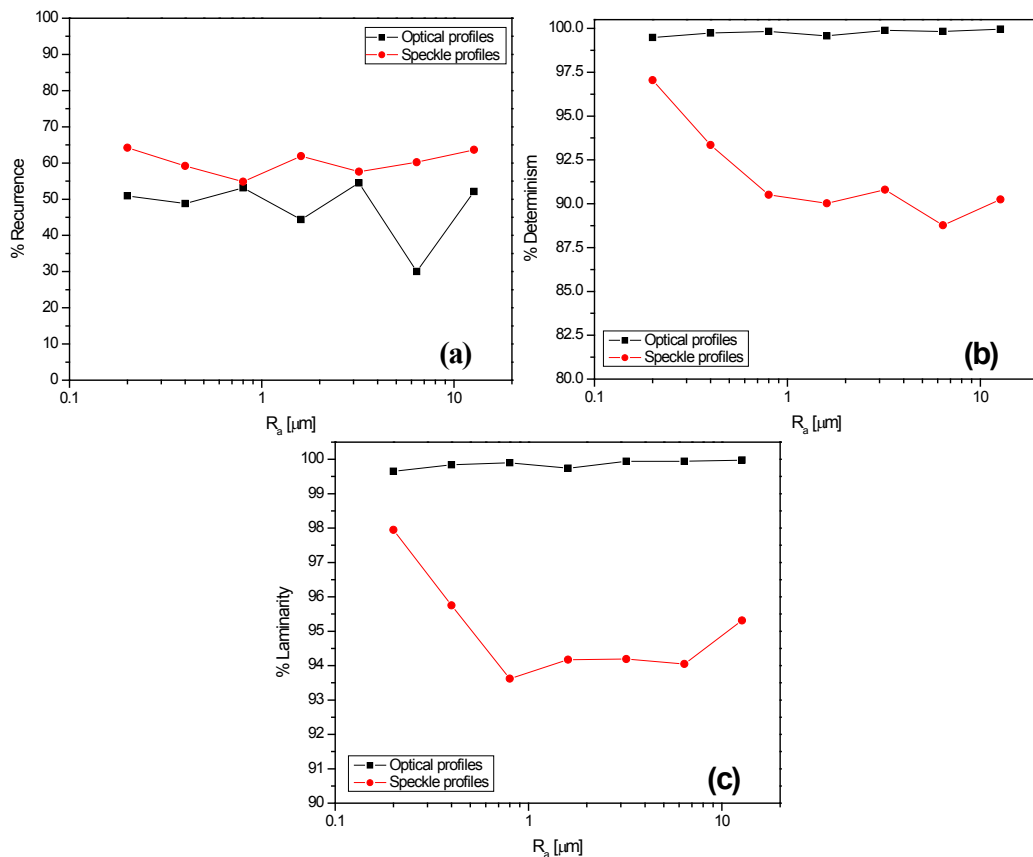 100
90
80
70
60
50
40
30
20
10
0
% Recurrence
Optical profiles
Speckle profiles
(a)
0.1 1 10
Ra [µm]
100.0
97.5
95.0
92.5
90.0
87.5
85.0
82.5
80.0
% Determinism
Optical profiles
Speckle profiles
(b)
0.1 1 10
Ra [µm]
100
99
98
97
96
95
94
93
92
91
90
% Laminarity
Optical profiles
Speckle profiles
(c)
0.1 1 10
Ra [µm]